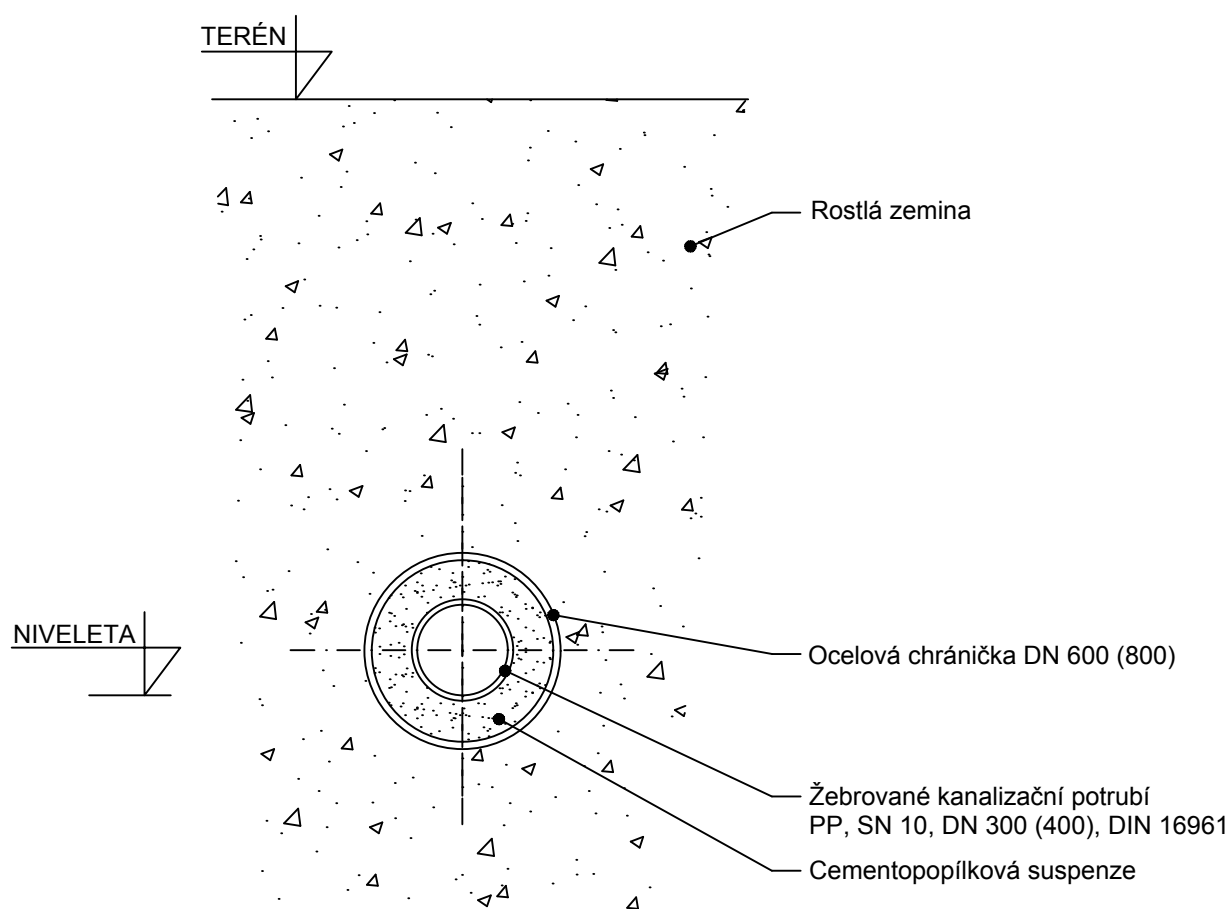 TERÉN
Rostlá zemina
NIVELETA
Ocelová chránička DN 600 (800)
Žebrované kanalizační potrubí
PP, SN 10, DN 300 (400), DIN 16961
Cementopopílková suspenze